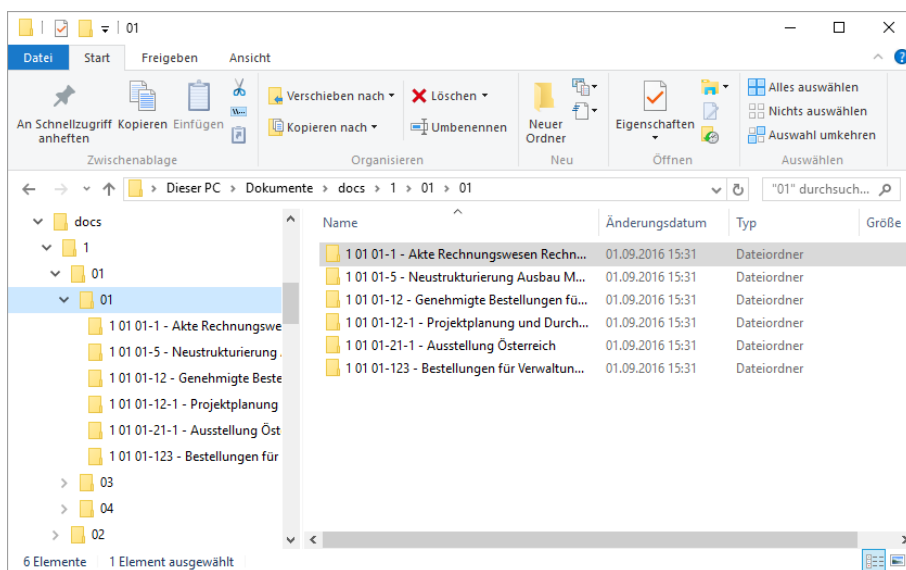 01
Datei Start Freigeben Ansicht
An Schnellzugriff anheften Kopieren Einfügen
Verschieben nach Löschen
Kopieren nach Umbenennen
Neuer Ordner
Eigenschaften
Alles auswählen
Nichts auswählen
Auswahl umkehren
Zwischenablage Organisieren Neu Öffnen Auswählen
Dieser PC > Dokumente > docs > 1 > 01 > 01
"01" durchsuch...
docs
1
01
01
1 01 01-1 - Akte Rechnungswe
1 01 01-5 - Neustrukturierung
1 01 01-12 - Genehmigte Beste
1 01 01-12-1 - Projektplanung
1 01 01-21-1 - Ausstellung Öst
1 01 01-123 - Bestellungen für
03
04
02
Name Änderungsdatum Typ Größe
1 01 01-1 - Akte Rechnungswesen Rechn... 01.09.2016 15:31 Dateiordner
1 01 01-5 - Neustrukturierung Ausbau M... 01.09.2016 15:31 Dateiordner
1 01 01-12 - Genehmigte Bestellungen fü... 01.09.2016 15:31 Dateiordner
1 01 01-12-1 - Projektplanung und Durch... 01.09.2016 15:31 Dateiordner
1 01 01-21-1 - Ausstellung Österreich 01.09.2016 15:31 Dateiordner
1 01 01-123 - Bestellungen für Verwaltun... 01.09.2016 15:31 Dateiordner
6 Elemente 1 Element ausgewählt